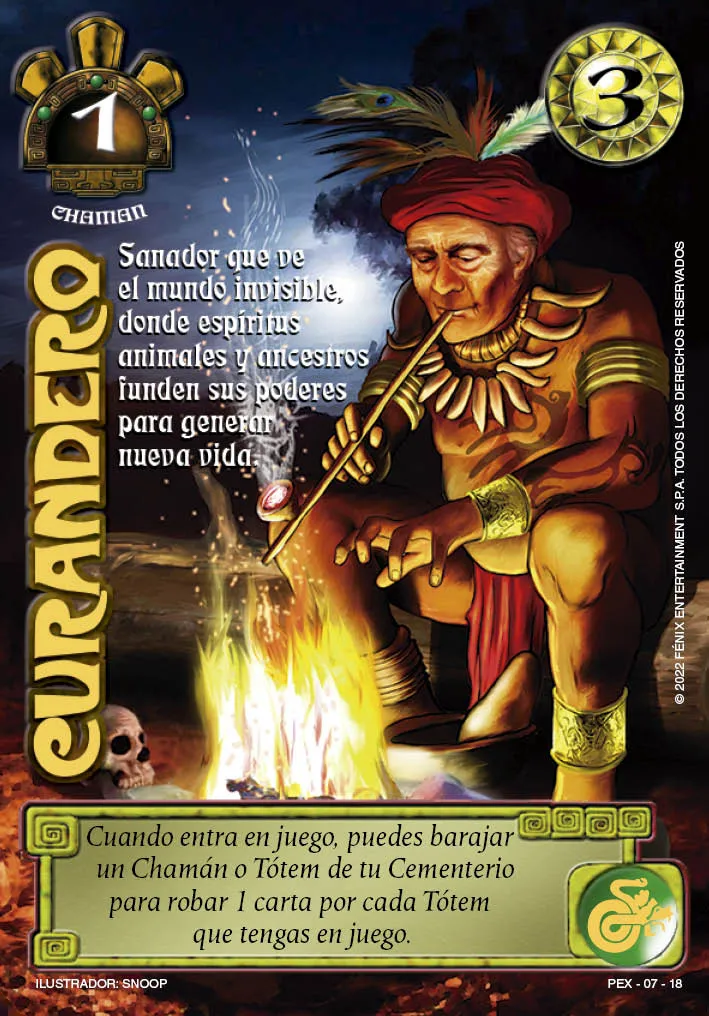 1
3
CHAMAN
CURANDERO
Sanador que ve
el mundo invisible,
donde espíritus
animales y ancestros
funden sus poderes
para generar
nueva vida.
© 2022 FÉNIX ENTERTAINMENT S.P.A. TODOS LOS DERECHOS RESERVADOS
Cuando entra en juego, puedes barajar
un Chamán o Tótem de tu Cementerio
para robar 1 carta por cada Tótem
que tengas en juego.
ILUSTRADOR: SNOOP
PEX - 07 - 18